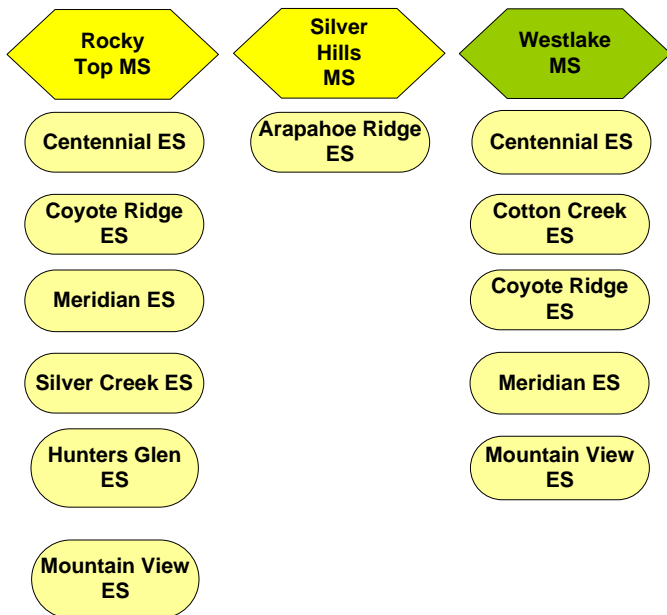 Rocky
Top MS
Silver
Hills
MS
Westlake
MS
Centennial ES
Coyote Ridge
ES
Meridian ES
Silver Creek ES
Hunters Glen
ES
Mountain View
ES
Arapahoe Ridge
ES
Centennial ES
Cotton Creek
ES
Coyote Ridge
ES
Meridian ES
Mountain View
ES